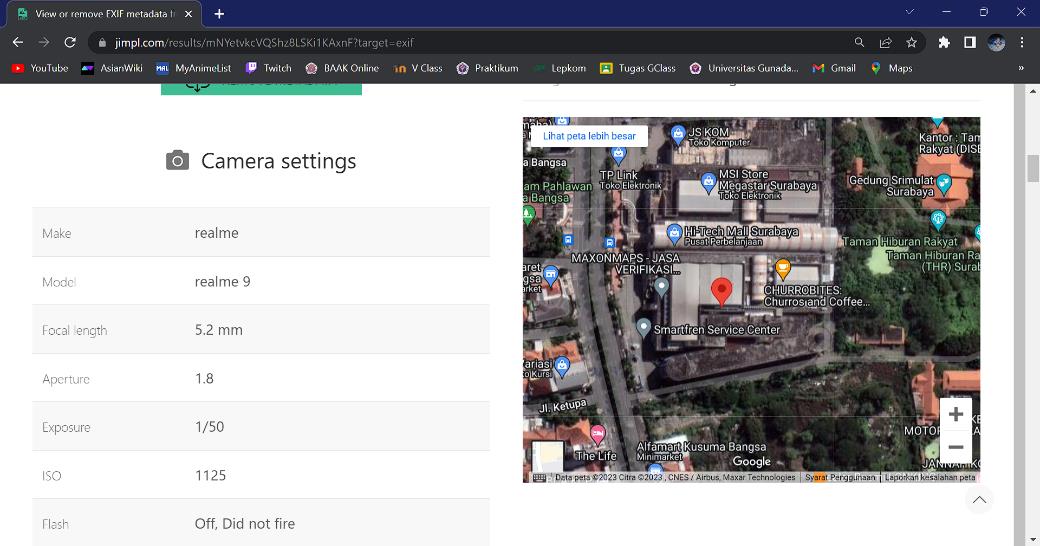 View or remove EXIF metadata
jimpl.com/results/mNYetvkcVQShz8LSKi1KAxnF?target=exif
YouTube
AsianWiki
MyAnimeList
Twitch
BAAK Online
V Class
Praktikum
Lepkom
Tugas GClass
Universitas Gunada...
Gmail
Maps
»
Camera settings
Make
realme
Model
realme 9
Focal length
5.2 mm
Aperture
1.8
Exposure
1/50
ISO
1125
Flash
Off, Did not fire
Lihat peta lebih besar
JS KOM
Toko Komputer
Kantor : Tam
Rakyat (DISB
a Bangsa
TP Link
Toko Elektronik
MSI Store
Megastar Surabaya
Toko Elektronik
Gedung Srimulat
Surabaya
am Pahlawan
a Bangsa
Hi-Tech Mall Surabaya
Pusat Perbelanjaan
Taman Hiburan Rakyat
Taman Hiburan Ra
(THR) Surab
MAXONMAPS - JASA
VERIFIKASI...
aret
gsa
arket
CHURROBITES:
Churros and Coffee...
Smartfren Service Center
ariasi
ko Kursi
Jl. Ketupa
The Life
Alfamart Kusuma Bangsa
Minimarket
MOTOR
Google
Data peta ©2023 Citra ©2023 , CNES / Airbus, Maxar Technologies
Syarat Penggunaan
Laporkan kesalahan peta